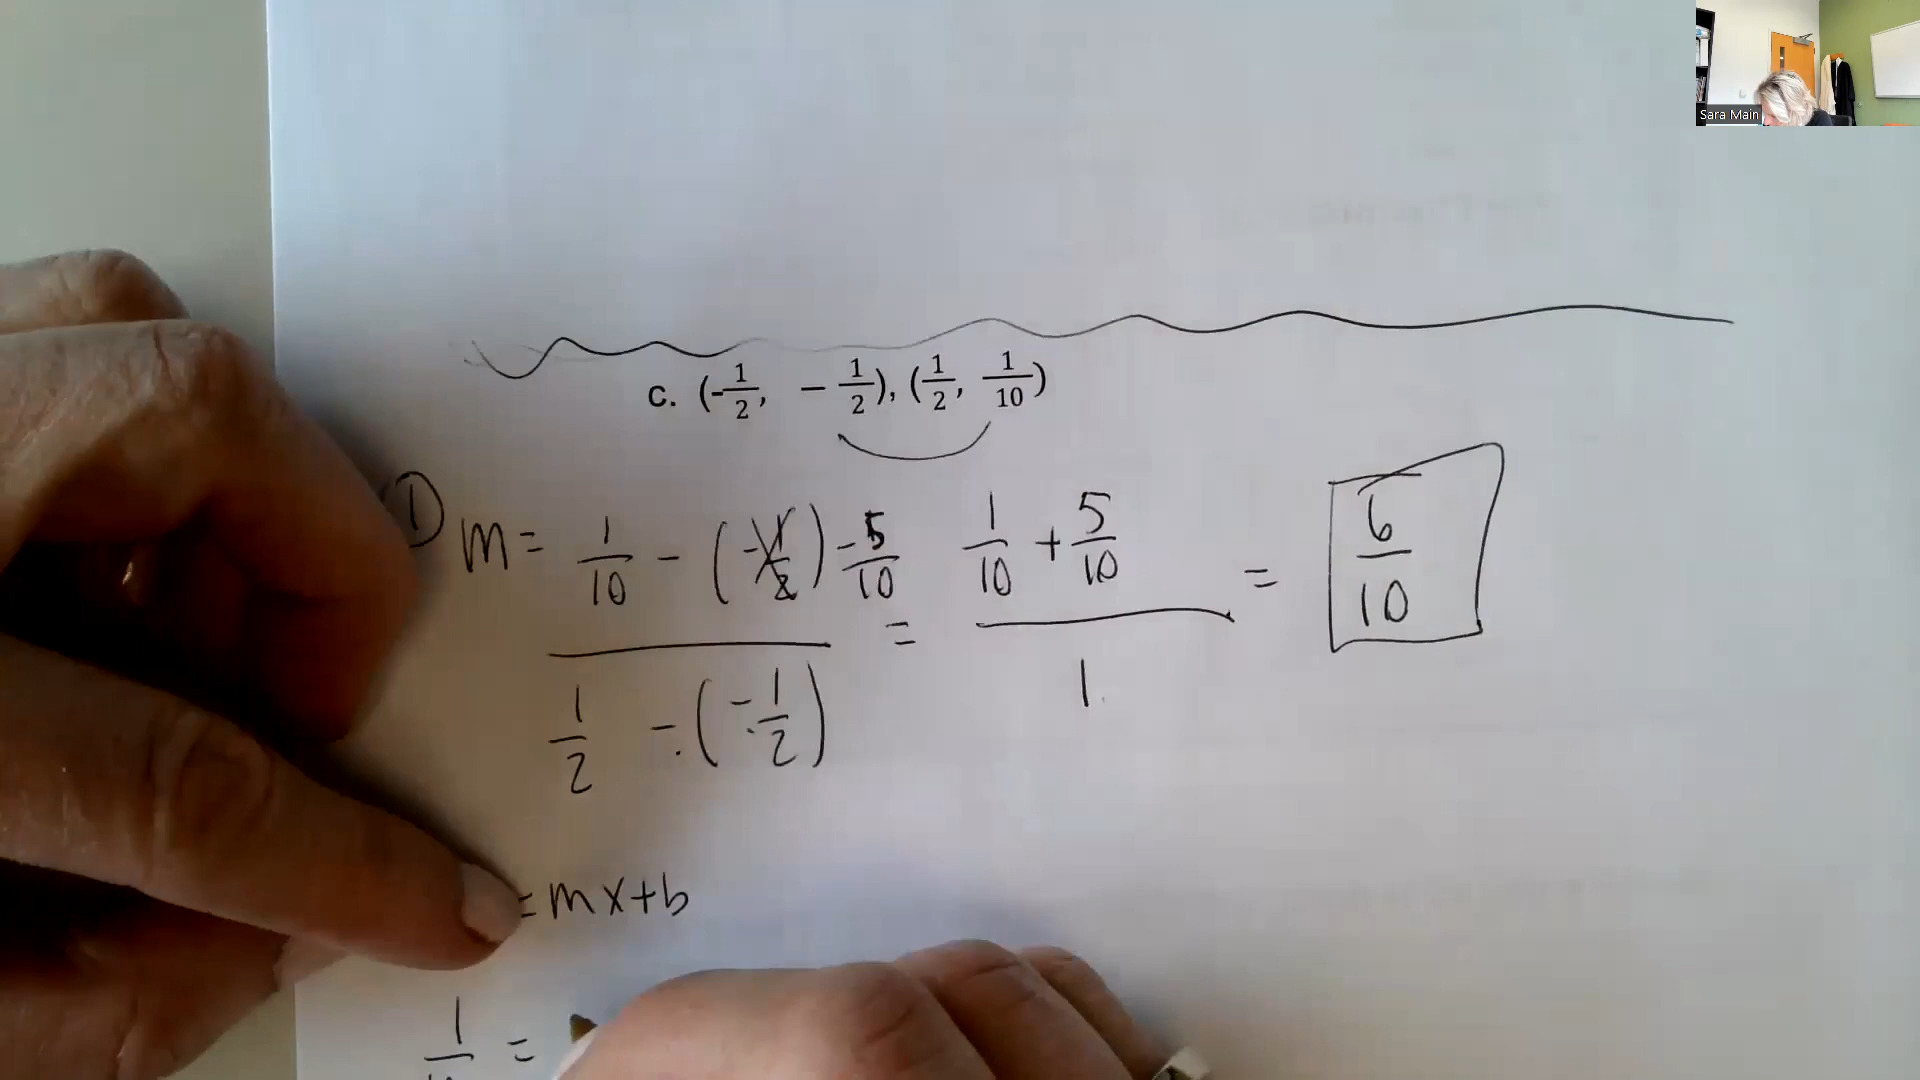 Sara Main
c. (-1/2, - 1/2), (1/2, 1/10)
① m = (1/10 - (-1/2) -5/10) / (1/2 - (-1/2)) = (1/10 + 5/10) / 1 = 6/10
= mx+b
1/10 =